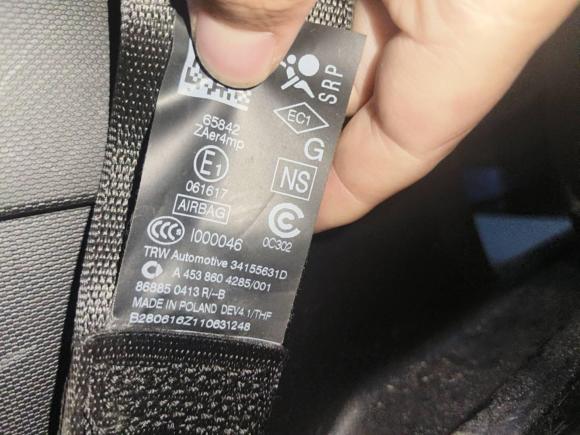 SRP
EC1
65842
ZAer4mp
G
E1
NS
061617
AIRBAG
CCC I000046
0C302
TRW Automotive 34155631D
A 453 860 4285/001
86885 0413 R/--B
MADE IN POLAND DEV4.1/THF
B280616Z110631248